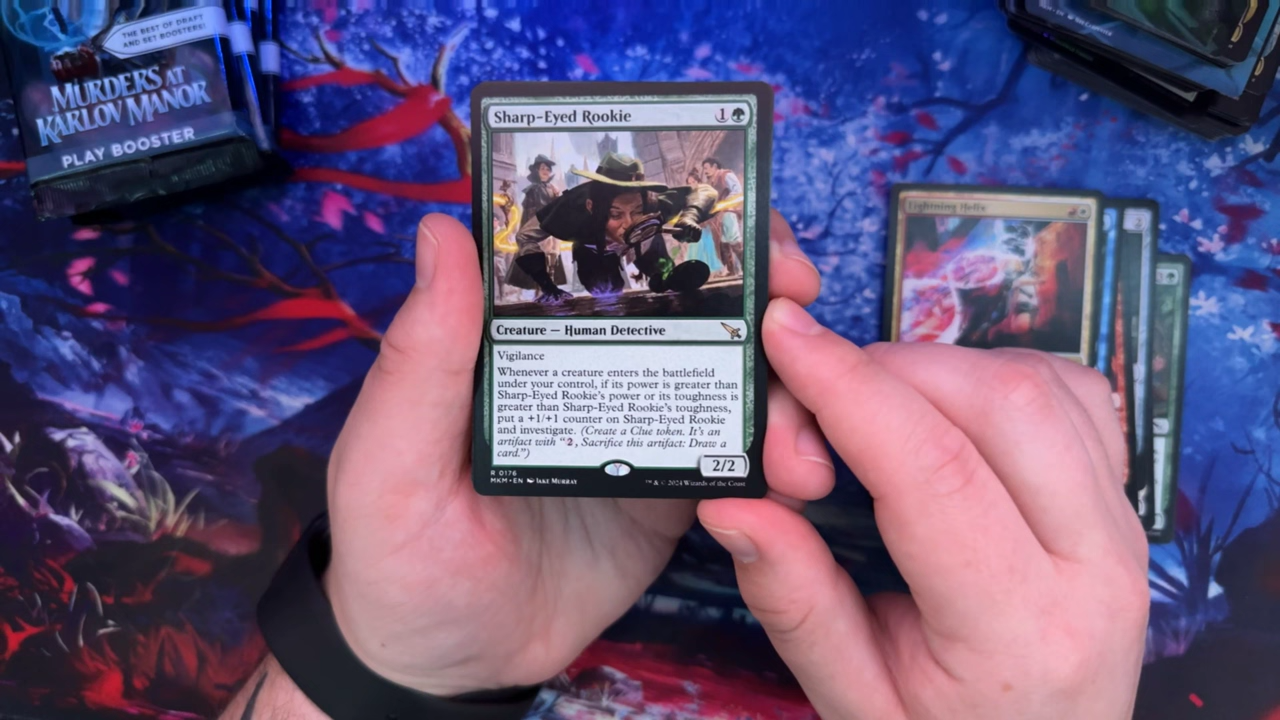 THE BEST OF DRAFT
AND SET BOOSTERS!
MURDERS AT
KARLOV MANOR
PLAY BOOSTER
Sharp-Eyed Rookie
1
Creature — Human Detective
Vigilance
Whenever a creature enters the battlefield
under your control, if its power is greater than
Sharp-Eyed Rookie's power or its toughness is
greater than Sharp-Eyed Rookie's toughness,
put a +1/+1 counter on Sharp-Eyed Rookie
and investigate. (Create a Clue token. It's an
artifact with “2, Sacrifice this artifact: Draw a
card.”)
2/2
R 0176
MKM • EN JAKE MURRAY
™ & © 2024 Wizards of the Coast
Lightning Helix
2